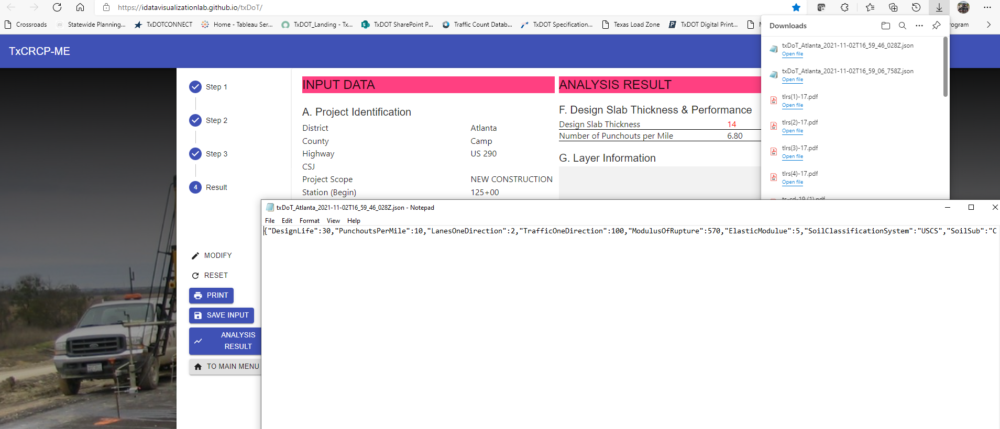 https://idatavisualizationlab.github.io/txDoT/
Crossroads
Statewide Planning...
TxDOTCONNECT
Home - Tableau Ser...
TxDOT_Landing - Tx...
TxDOT SharePoint P...
Traffic Count Datab...
TxDOT Specification...
Texas Load Zone
TxDOT Digital Print...
rogram
Downloads
txDoT_Atlanta_2021-11-02T16_59_46_028Z.json
Open file
txDoT_Atlanta_2021-11-02T16_59_06_758Z.json
Open file
tlrs(1)-17.pdf
Open file
tlrs(2)-17.pdf
Open file
tlrs(3)-17.pdf
Open file
tlrs(4)-17.pdf
Open file
ts-cd-19 (1).pdf
TxCRCP-ME
Step 1
Step 2
Step 3
4 Result
MODIFY
RESET
PRINT
SAVE INPUT
ANALYSIS
RESULT
TO MAIN MENU
INPUT DATA
A. Project Identification
District Atlanta
County Camp
Highway US 290
CSJ
Project Scope NEW CONSTRUCTION
Station (Begin) 125+00
ANALYSIS RESULT
F. Design Slab Thickness & Performance
Design Slab Thickness 14
Number of Punchouts per Mile 6.80
G. Layer Information
txDoT_Atlanta_2021-11-02T16_59_46_028Z.json - Notepad
File Edit Format View Help
{"DesignLife":30,"PunchoutsPerMile":10,"LanesOneDirection":2,"TrafficOneDirection":100,"ModulusOfRupture":570,"ElasticModulue":5,"SoilClassificationSystem":"USCS","SoilSub":"C